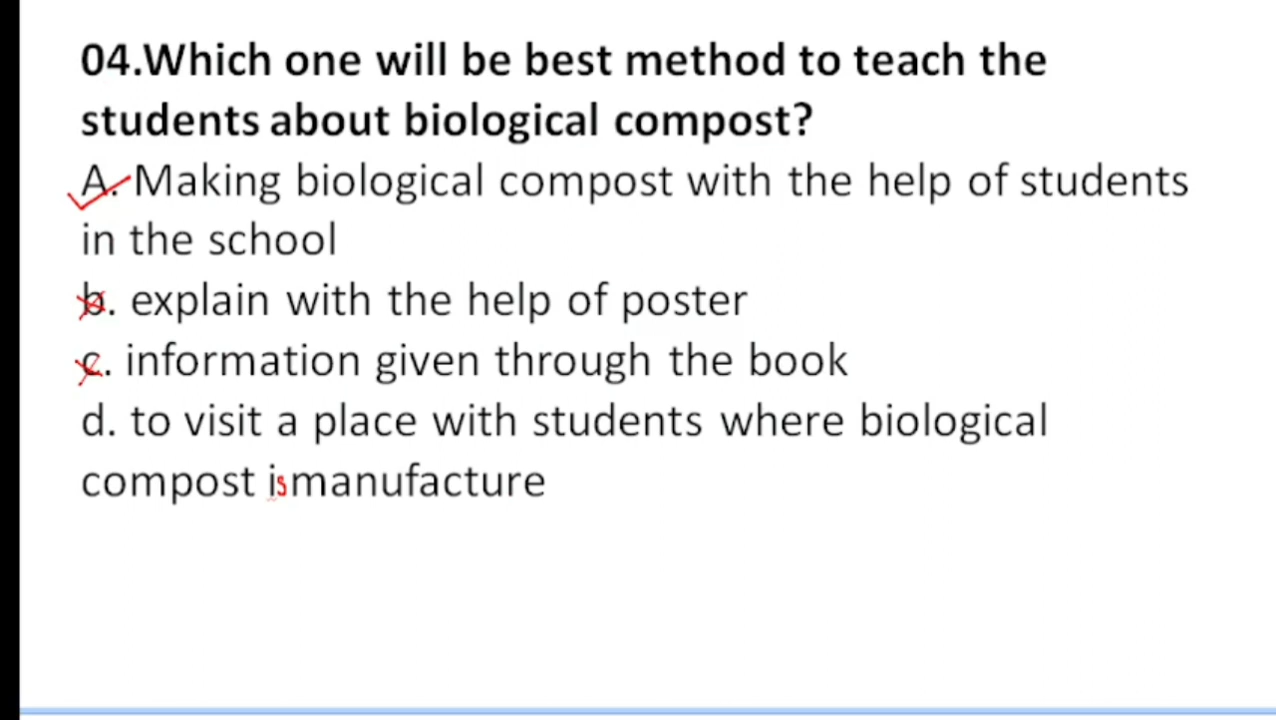 04.Which one will be best method to teach the
students about biological compost?
A. Making biological compost with the help of students
in the school
b. explain with the help of poster
c. information given through the book
d. to visit a place with students where biological
compost is manufacture